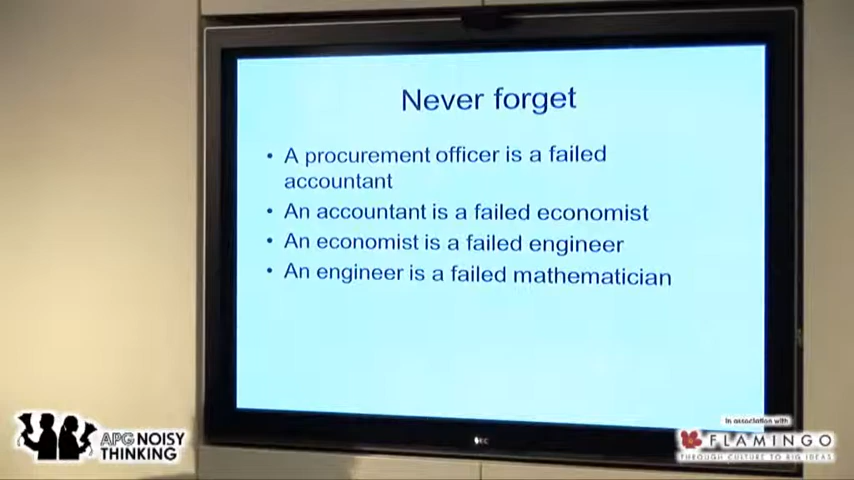 Never forget
• A procurement officer is a failed
accountant
• An accountant is a failed economist
• An economist is a failed engineer
• An engineer is a failed mathematician
NEC
APG NOISY
THINKING
In association with
FLAMINGO
THROUGH CULTURE TO BIG IDEAS